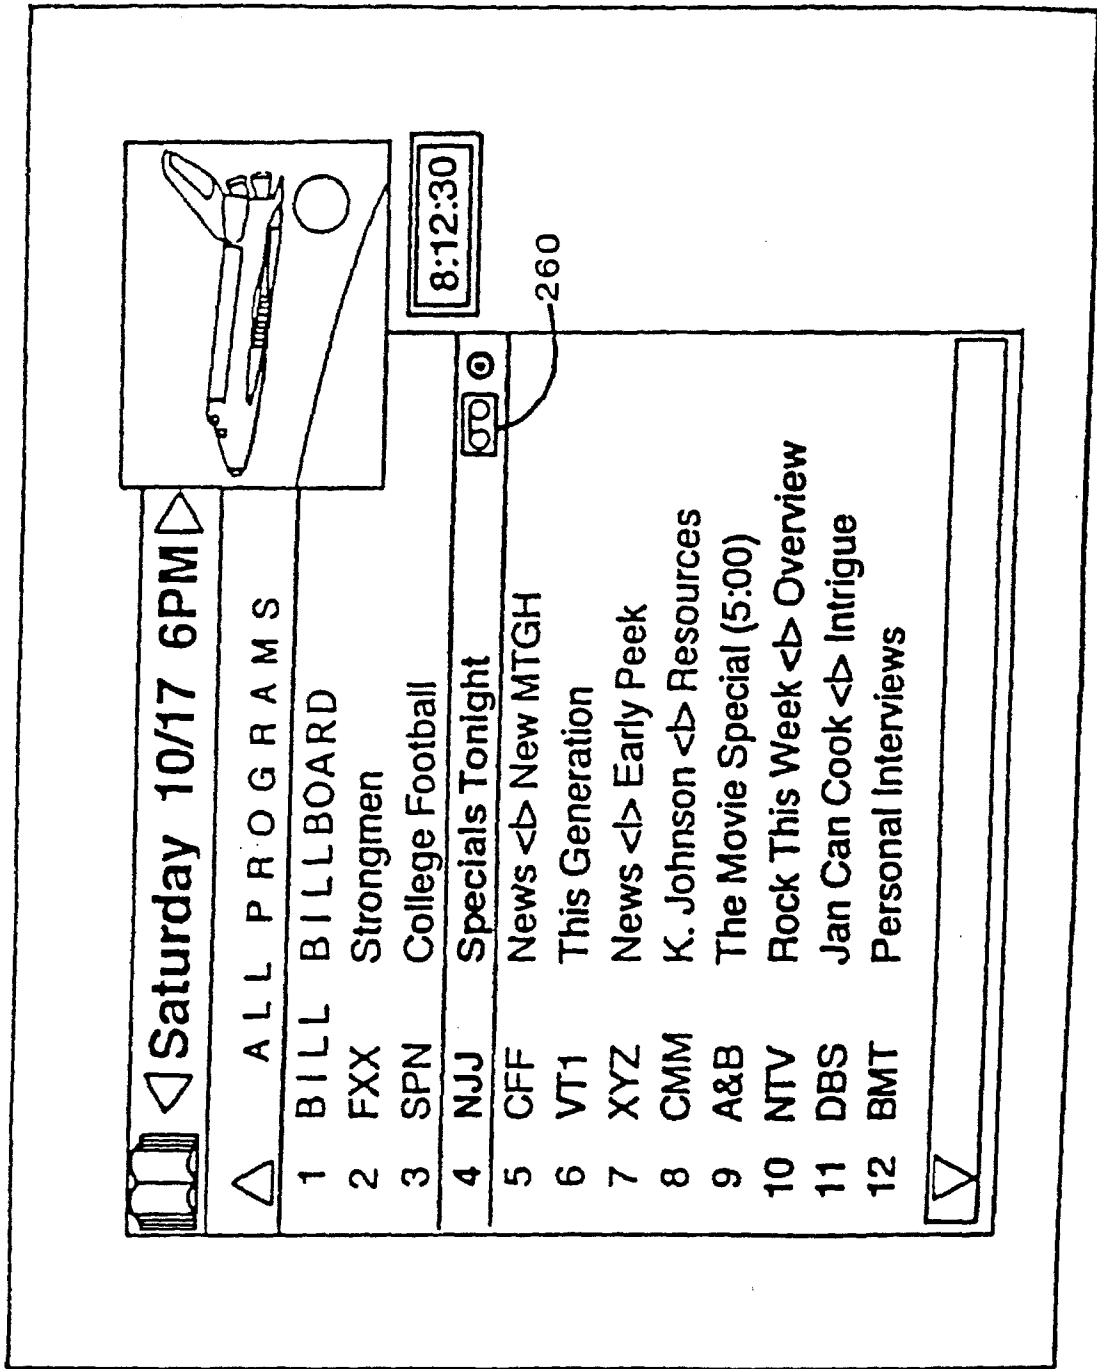 Saturday 10/17 6PM
ALL PROGRAMS
1 BILL BILLBOARD
2 FXX Strongmen
3 SPN College Football
4 NJJ Specials Tonight
5 CFF News <|> New MTGH
6 VT1 This Generation
7 XYZ News <|> Early Peek
8 CMM K. Johnson <|> Resources
9 A&B The Movie Special (5:00)
10 NTV Rock This Week <|> Overview
11 DBS Jan Can Cook <|> Intrigue
12 BMT Personal Interviews
8:12:30
260